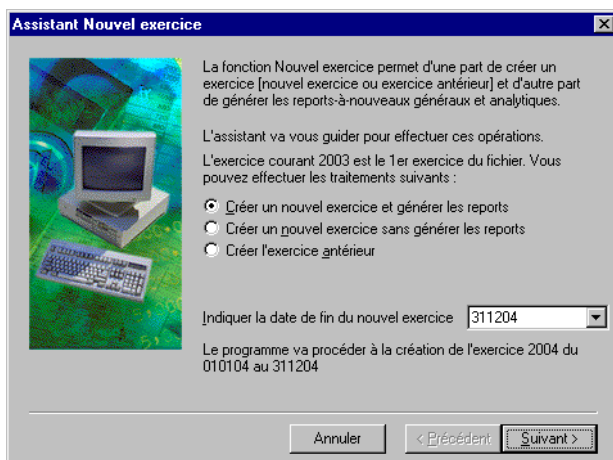 Assistant Nouvel exercice
La fonction Nouvel exercice permet d'une part de créer un
exercice [nouvel exercice ou exercice antérieur] et d'autre part
de générer les reports-à-nouveaux généraux et analytiques.
L'assistant va vous guider pour effectuer ces opérations.
L'exercice courant 2003 est le 1er exercice du fichier. Vous
pouvez effectuer les traitements suivants :
Créer un nouvel exercice et générer les reports
Créer un nouvel exercice sans générer les reports
Créer l'exercice antérieur
Indiquer la date de fin du nouvel exercice 311204
Le programme va procéder à la création de l'exercice 2004 du
010104 au 311204
Annuler < Précédent Suivant >